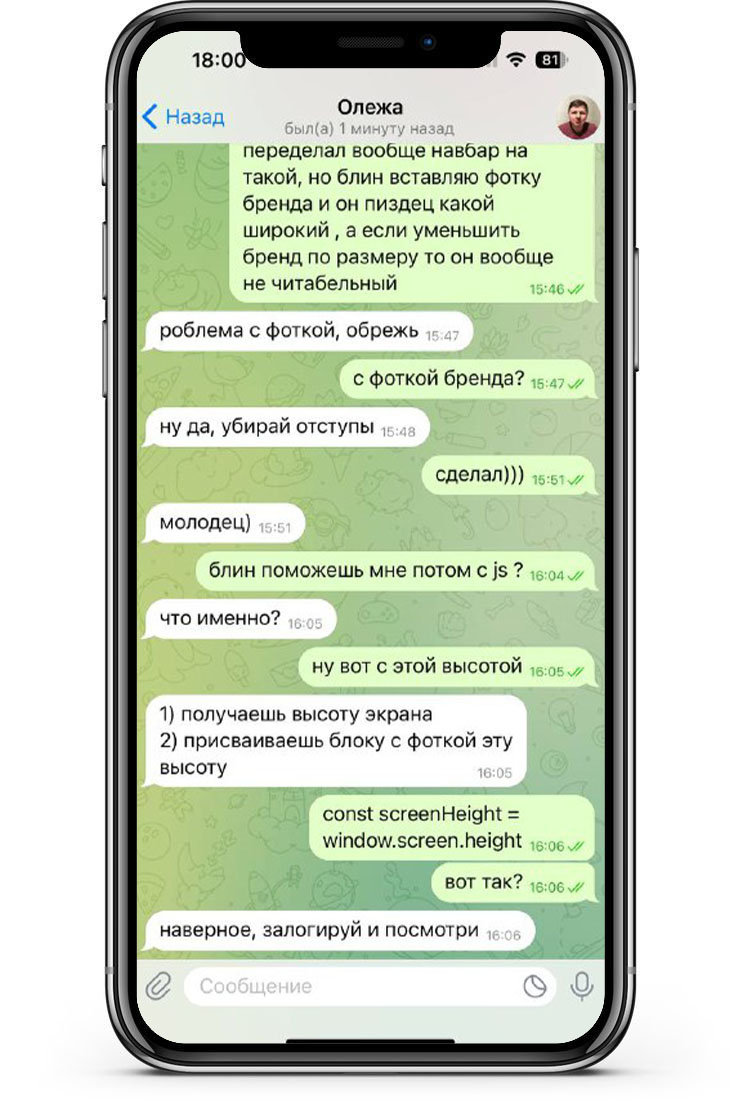 18:00
81
Назад
Олежа
был(а) 1 минуту назад
переделал вообще навбар на
такой, но блин вставляю фотку
бренда и он пиздец какой
широкий , а если уменьшить
бренд по размеру то он вообще
не читабельный
15:46
роблема с фоткой, обрежь 15:47
с фоткой бренда? 15:47
ну да, убирай отступы 15:48
сделал))) 15:51
молодец) 15:51
блин поможешь мне потом с js ? 16:04
что именно? 16:05
ну вот с этой высотой 16:05
1) получаешь высоту экрана
2) присваиваешь блоку с фоткой эту
высоту 16:05
const screenHeight =
window.screen.height 16:06
вот так? 16:06
наверное, залогируй и посмотри 16:06
Сообщение